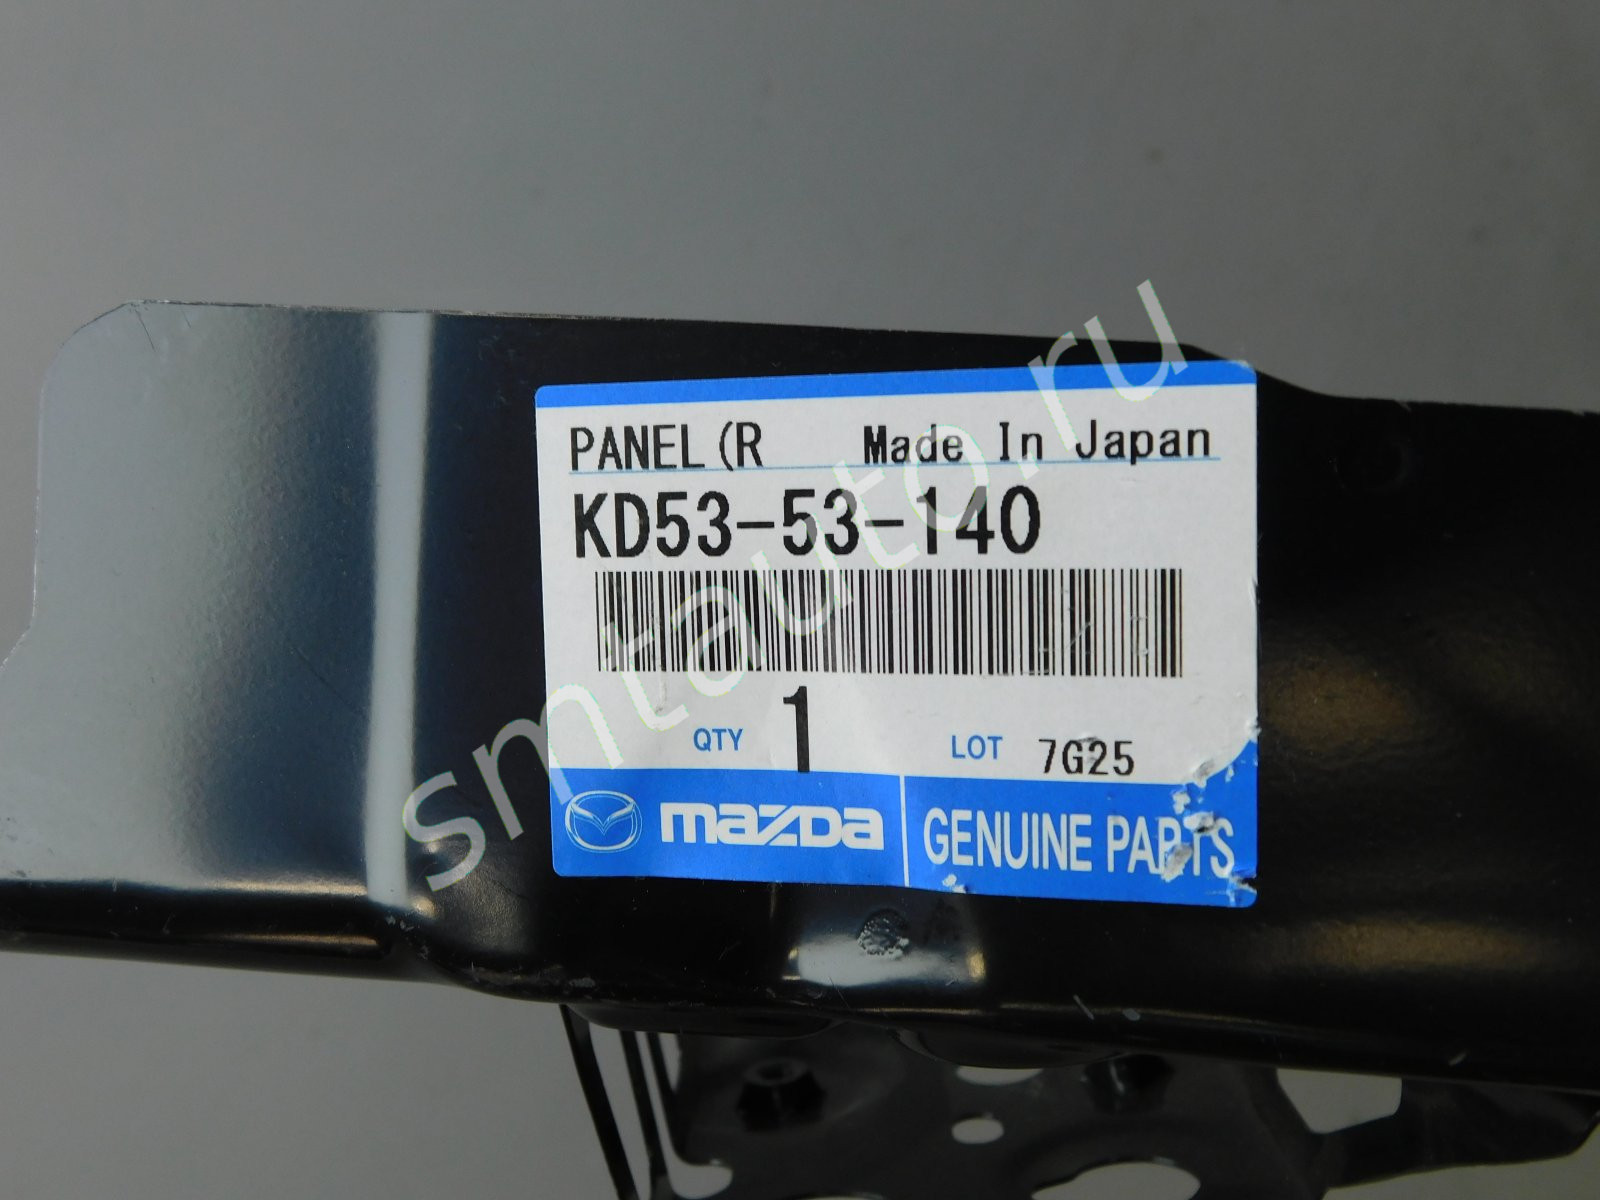 PANEL (R Made In Japan
KD53-53-140
QTY 1 LOT 7G25
mazda GENUINE PARTS
smtauto.ru